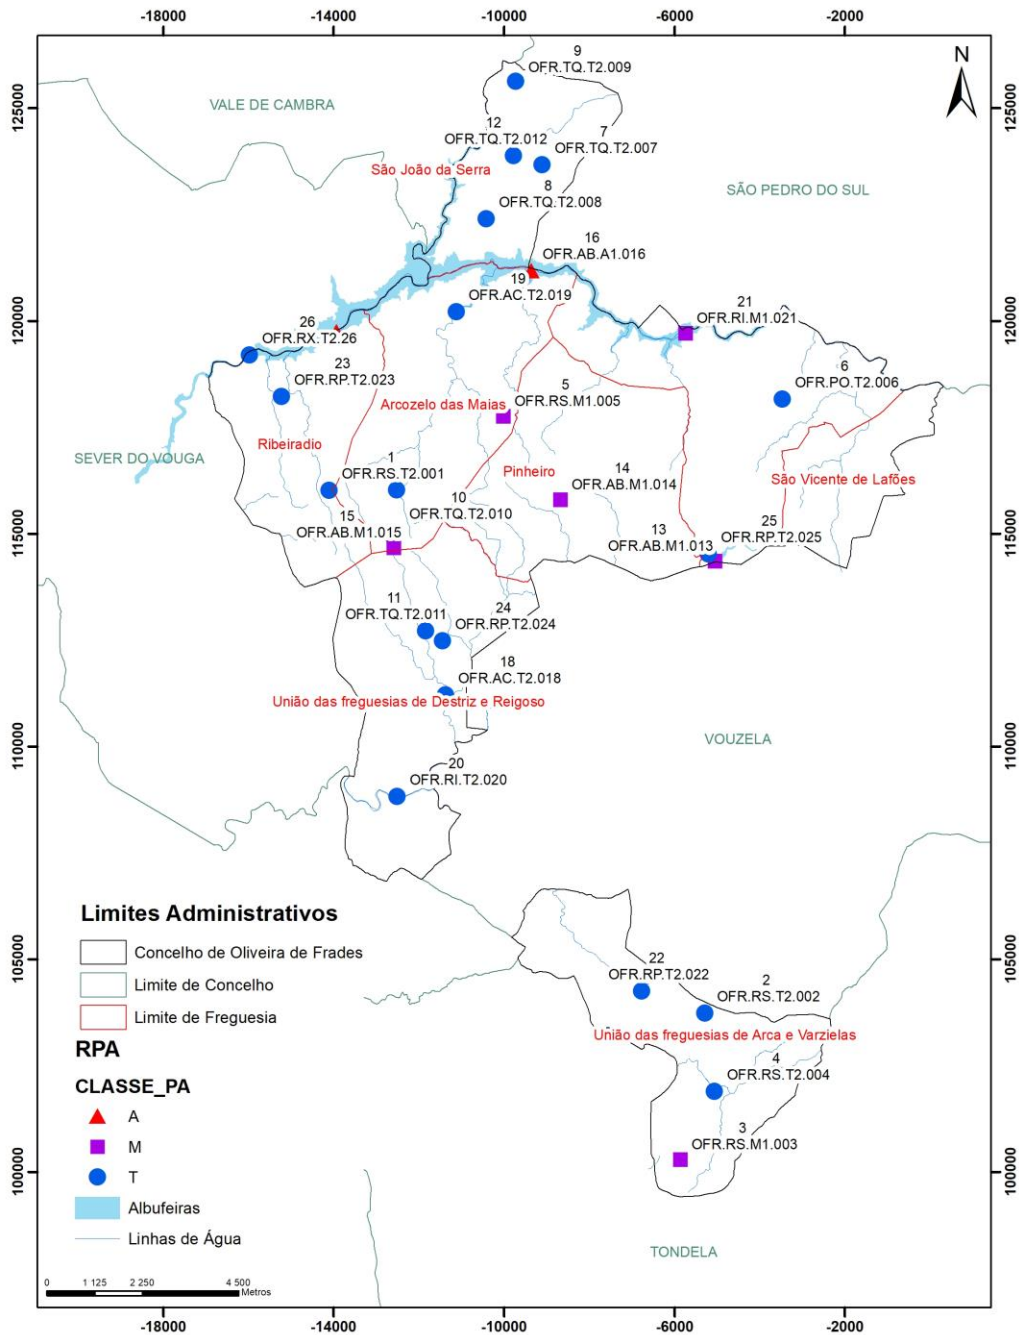 -18000 -14000 -10000 -6000 -2000
N
9
OFR.TQ.T2.009
VALE DE CAMBRA
125000
125000
12
OFR.TQ.T2.012
7
OFR.TQ.T2.007
São João da Serra
8
OFR.TQ.T2.008
SÃO PEDRO DO SUL
16
OFR.AB.A1.016
19
OFR.AC.T2.019
21
OFR.RI.M1.021
120000
120000
26
OFR.RX.T2.26
23
OFR.RP.T2.023
6
OFR.PO.T2.006
5
OFR.RS.M1.005
Arcozelo das Maias
Ribeiradio
SEVER DO VOUGA
1
OFR.RS.T2.001
Pinheiro
14
OFR.AB.M1.014
São Vicente de Lafões
10
OFR.TQ.T2.010
15
OFR.AB.M1.015
13
OFR.AB.M1.013
25
OFR.RP.T2.025
115000
115000
11
OFR.TQ.T2.011
24
OFR.RP.T2.024
18
OFR.AC.T2.018
União das freguesias de Destriz e Reigoso
VOUZELA
110000
110000
20
OFR.RI.T2.020
Limites Administrativos
Concelho de Oliveira de Frades
Limite de Concelho
Limite de Freguesia
105000
105000
22
OFR.RP.T2.022
2
OFR.RS.T2.002
União das freguesias de Arca e Varzielas
4
OFR.RS.T2.004
3
OFR.RS.M1.003
RPA
CLASSE_PA
A
M
T
Albufeiras
Linhas de Água
100000
100000
TONDELA
0 1 125 2 250 4 500
Metros
-18000 -14000 -10000 -6000 -2000